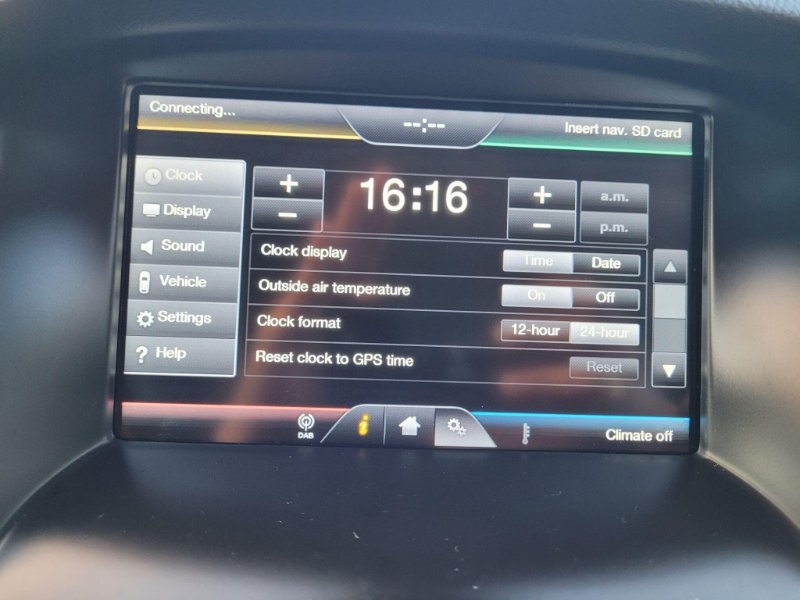 Connecting...
--:--
Insert nav. SD card
Clock
Display
Sound
Vehicle
Settings
? Help
+
16:16
+
a.m.
−
−
p.m.
Clock display
Time Date
Outside air temperature
On Off
Clock format
12-hour 24-hour
Reset clock to GPS time
Reset
DAB
i
Climate off